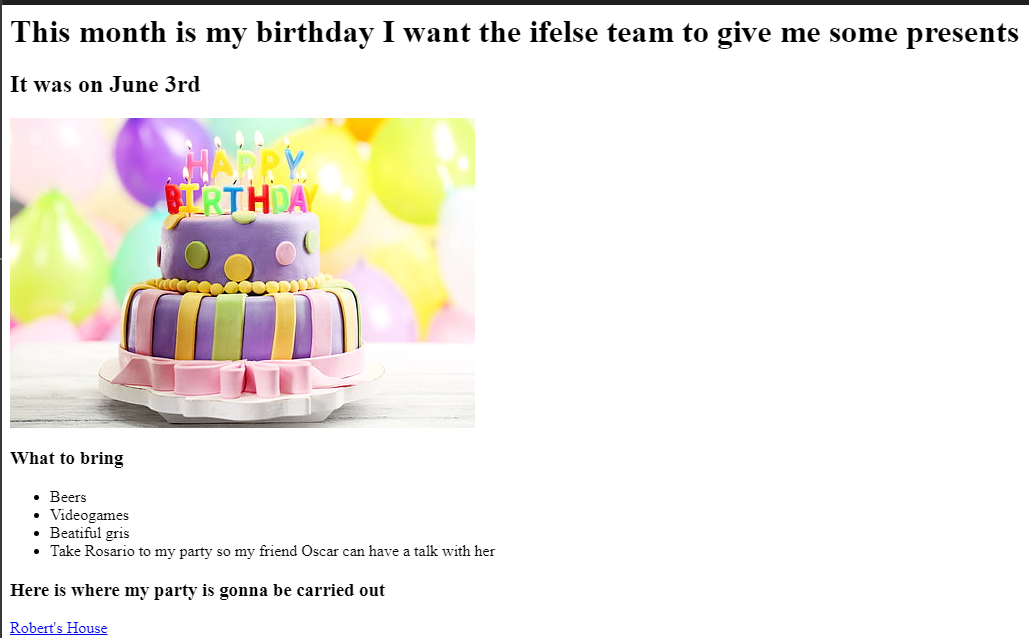 This month is my birthday I want the ifelse team to give me some presents
It was on June 3rd
HAPPY
BIRTHDAY
What to bring
Beers
Videogames
Beatiful gris
Take Rosario to my party so my friend Oscar can have a talk with her
Here is where my party is gonna be carried out
Robert's House